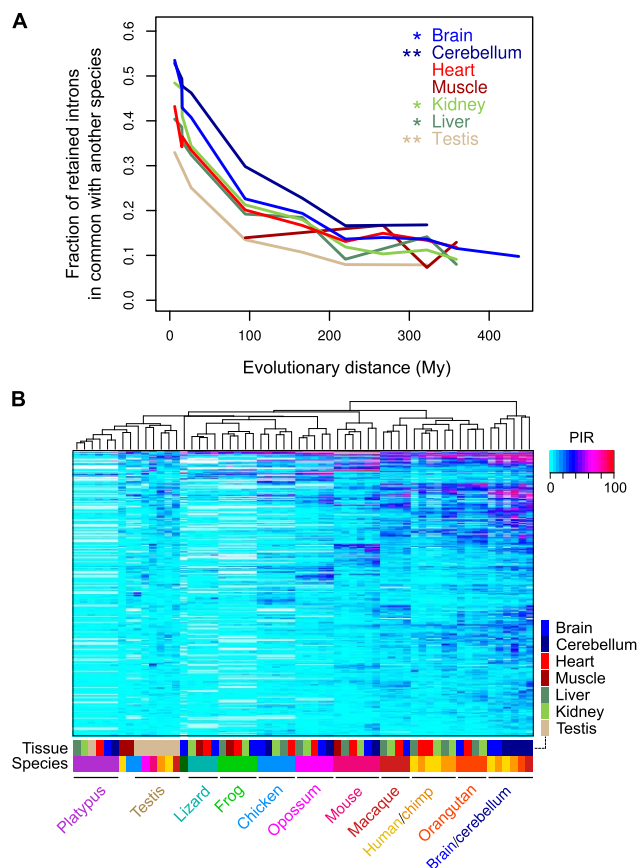 A
Fraction of retained introns
in common with another species
0.6
0.5
0.4
0.3
0.2
0.1
0.0
* Brain
** Cerebellum
Heart
Muscle
* Kidney
* Liver
** Testis
0 100 200 300 400
Evolutionary distance (My)
B
PIR
0 100
Brain
Cerebellum
Heart
Muscle
Liver
Kidney
Testis
Tissue
Species
Platypus
Testis
Lizard
Frog
Chicken
Opossum
Mouse
Macaque
Human/chimp
Orangutan
Brain/cerebellum